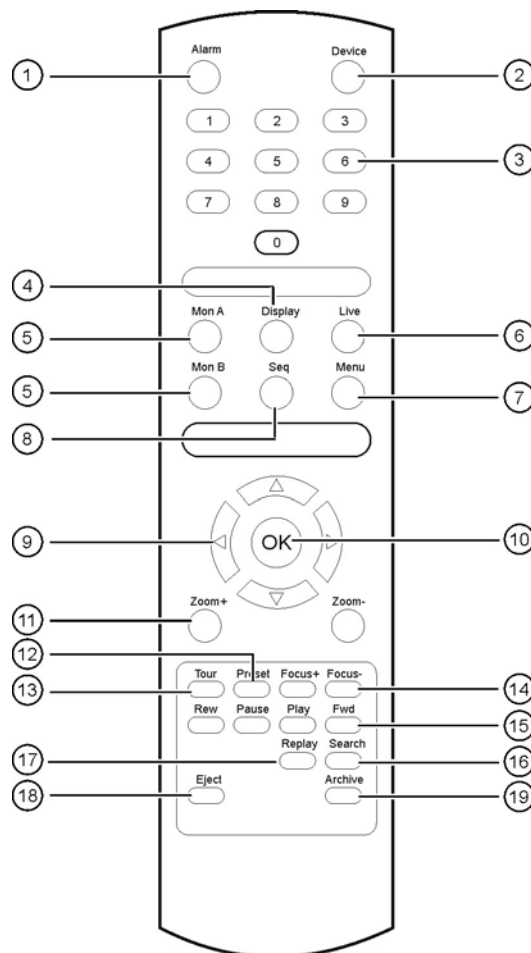 Alarm Device
1 2
1 2 3
4 5 6 3
7 8 9
0
4
Mon A Display Live
5 6
Mon B Seq Menu
5 7
8
9 OK 10
Zoom+ Zoom-
11
12
Tour Preset Focus+ Focus-
13 14
Rew Pause Play Fwd
15
Replay Search
17 16
Eject Archive
18 19